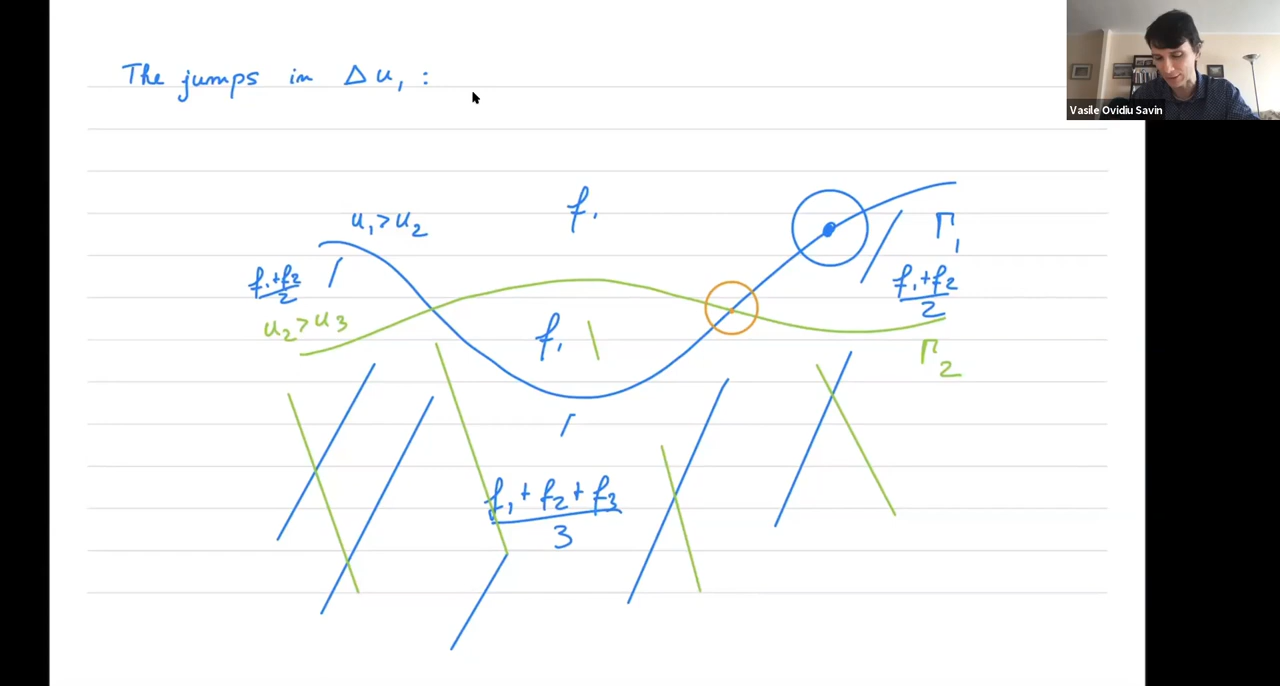 The jumps in Δu₁ :
Vasile Ovidiu Savin
f₁
u₁>u₂
Γ₁
f₁+f₂
2
f₁+f₂
2
u₂>u₃
f₁
Γ₂
f₁+f₂+f₃
3